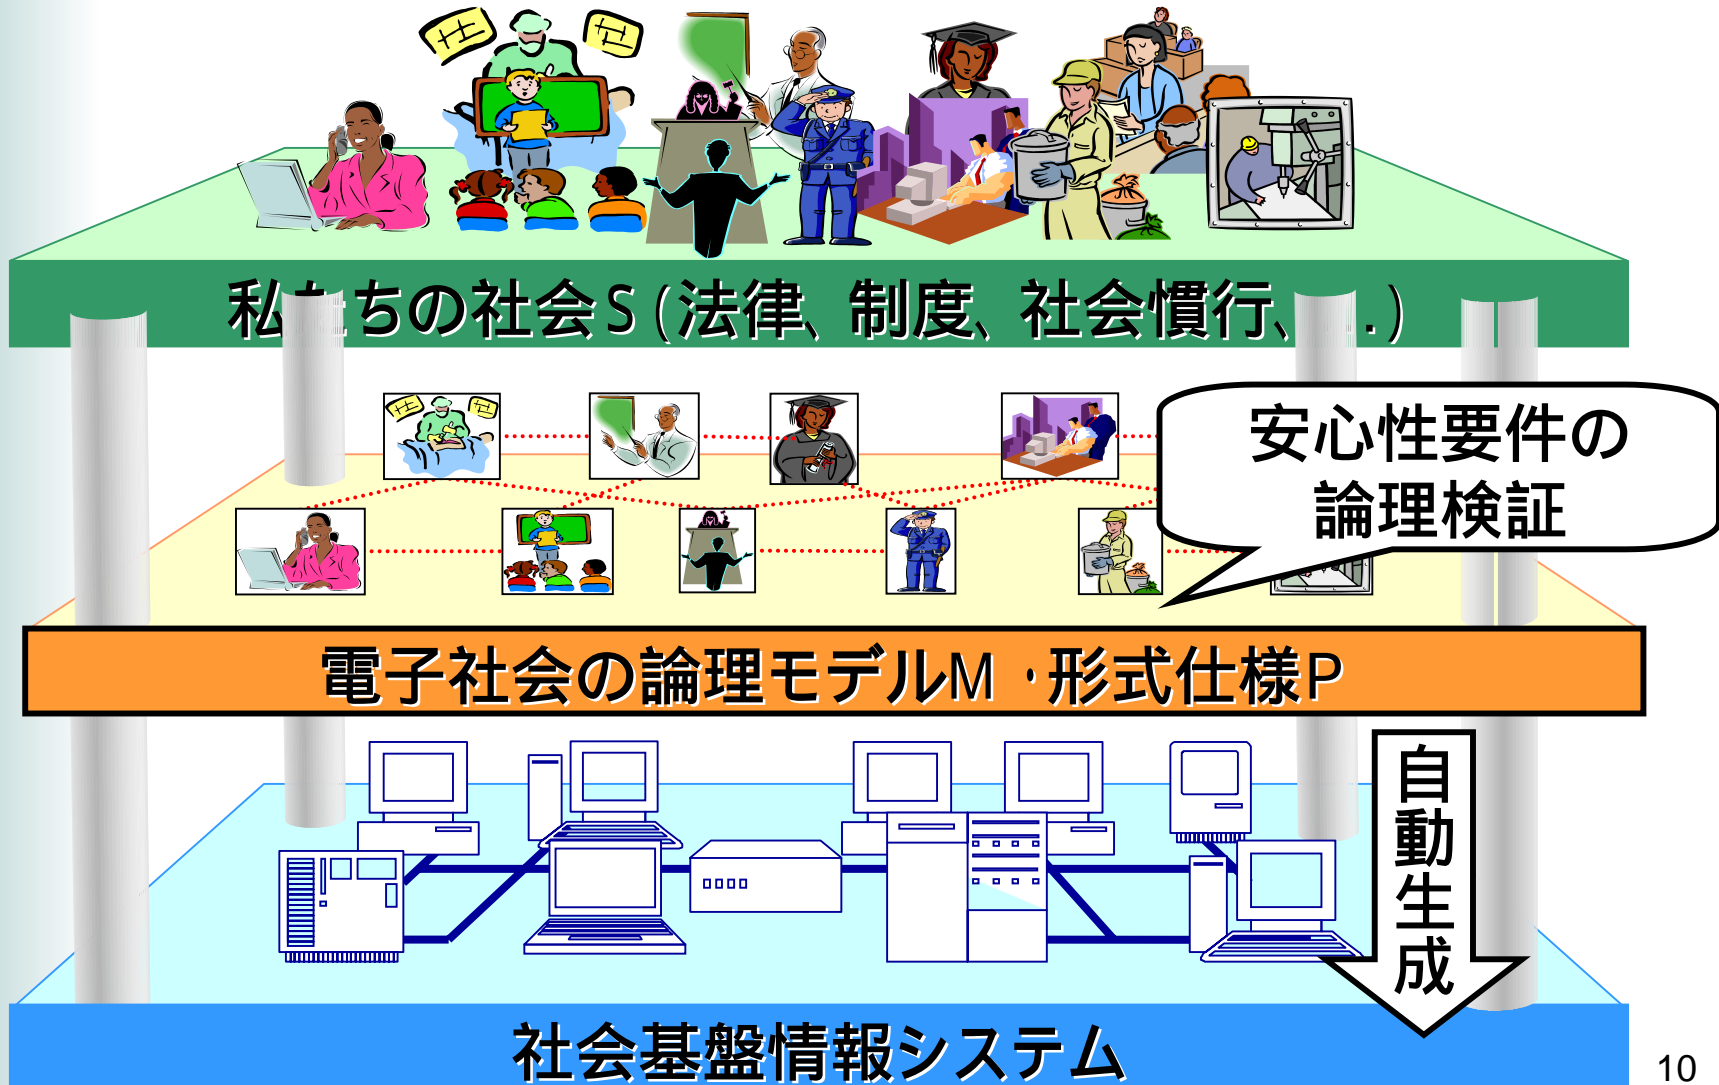 私たちの社会S(法律、制度、社会慣行、..)
安心性要件の
論理検証
電子社会の論理モデルM・形式仕様P
自動生成
社会基盤情報システム
10